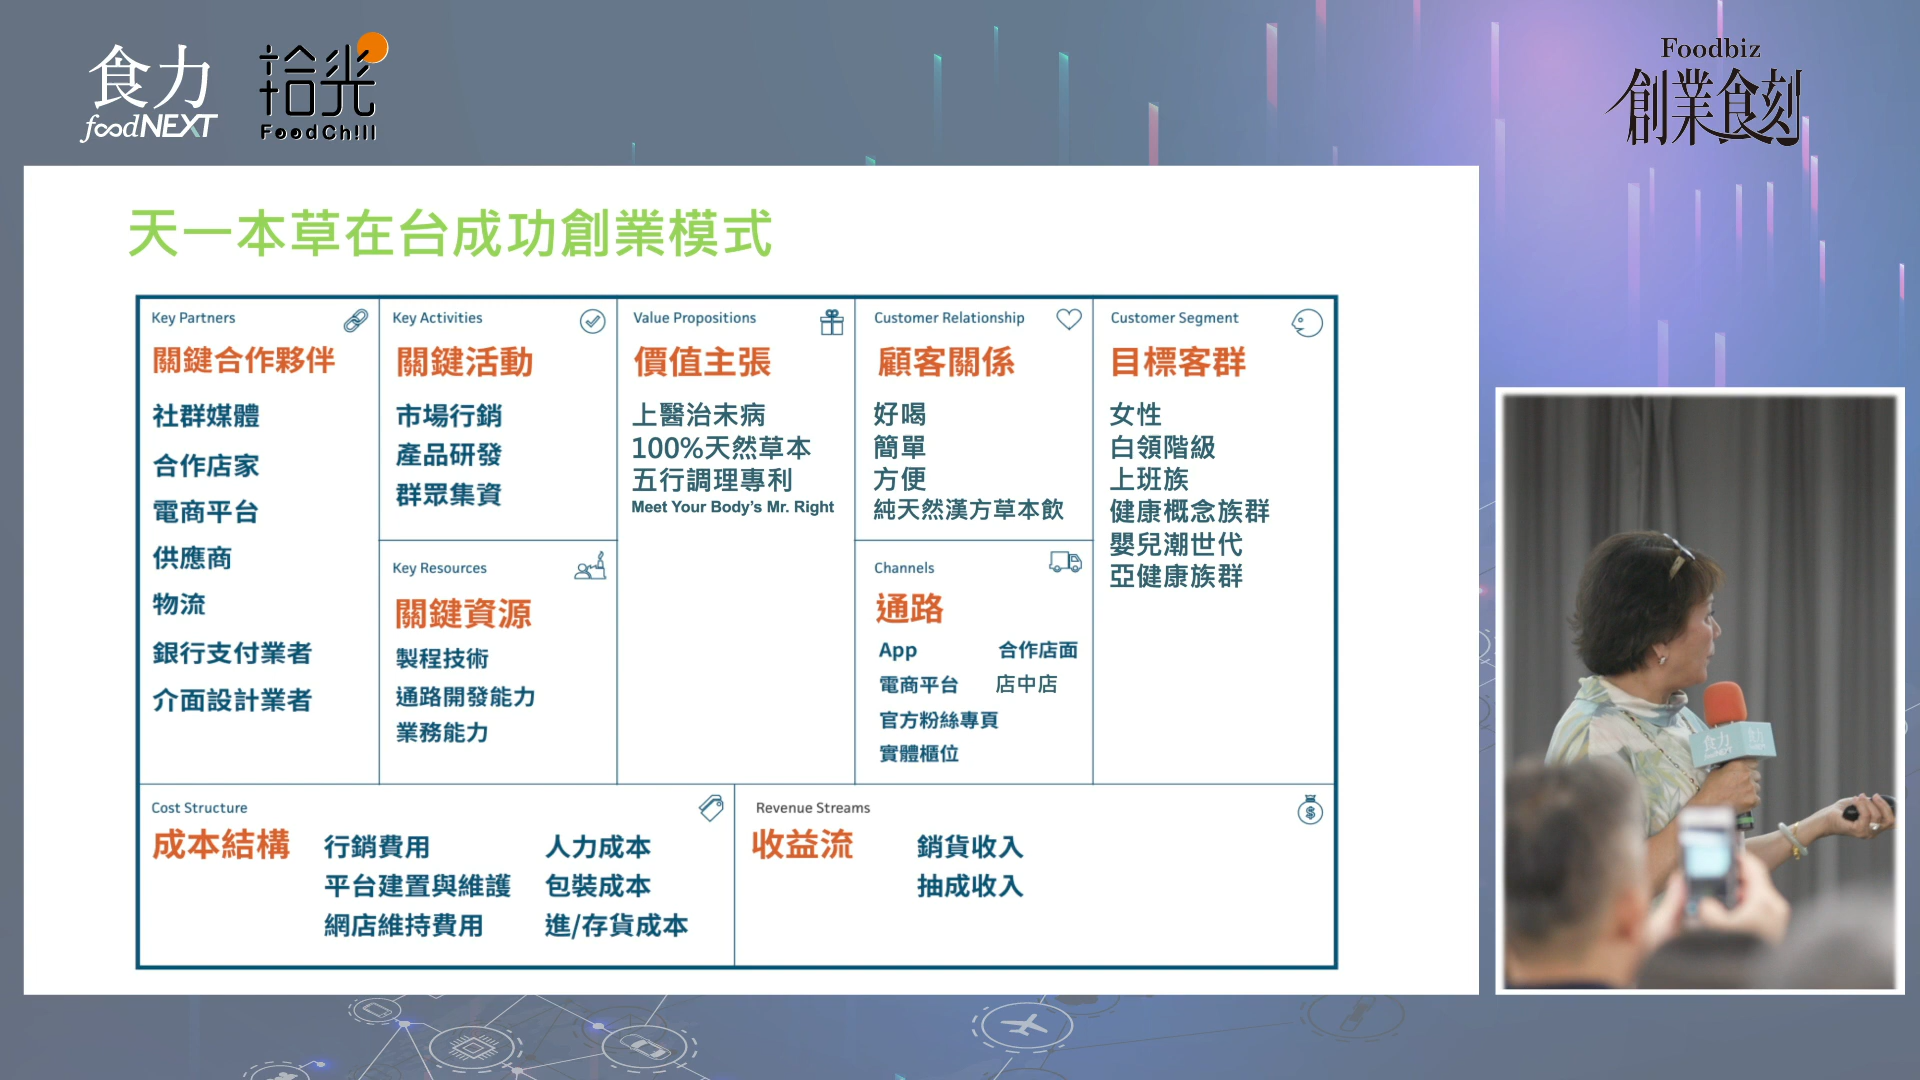 食力
foodNEXT
拾光
FoodCh!ll
Foodbiz
創業食刻
天一本草在台成功創業模式
Key Partners
關鍵合作夥伴
社群媒體
合作店家
電商平台
供應商
物流
銀行支付業者
介面設計業者
Key Activities
關鍵活動
市場行銷
產品研發
群眾集資
Key Resources
關鍵資源
製程技術
通路開發能力
業務能力
Value Propositions
價值主張
上醫治未病
100%天然草本
五行調理專利
Meet Your Body's Mr. Right
Customer Relationship
顧客關係
好喝
簡單
方便
純天然漢方草本飲
Channels
通路
App 合作店面
電商平台 店中店
官方粉絲專頁
實體櫃位
Customer Segment
目標客群
女性
白領階級
上班族
健康概念族群
嬰兒潮世代
亞健康族群
Cost Structure
成本結構
行銷費用 人力成本
平台建置與維護 包裝成本
網店維持費用 進/存貨成本
Revenue Streams
收益流
銷貨收入
抽成收入
食力